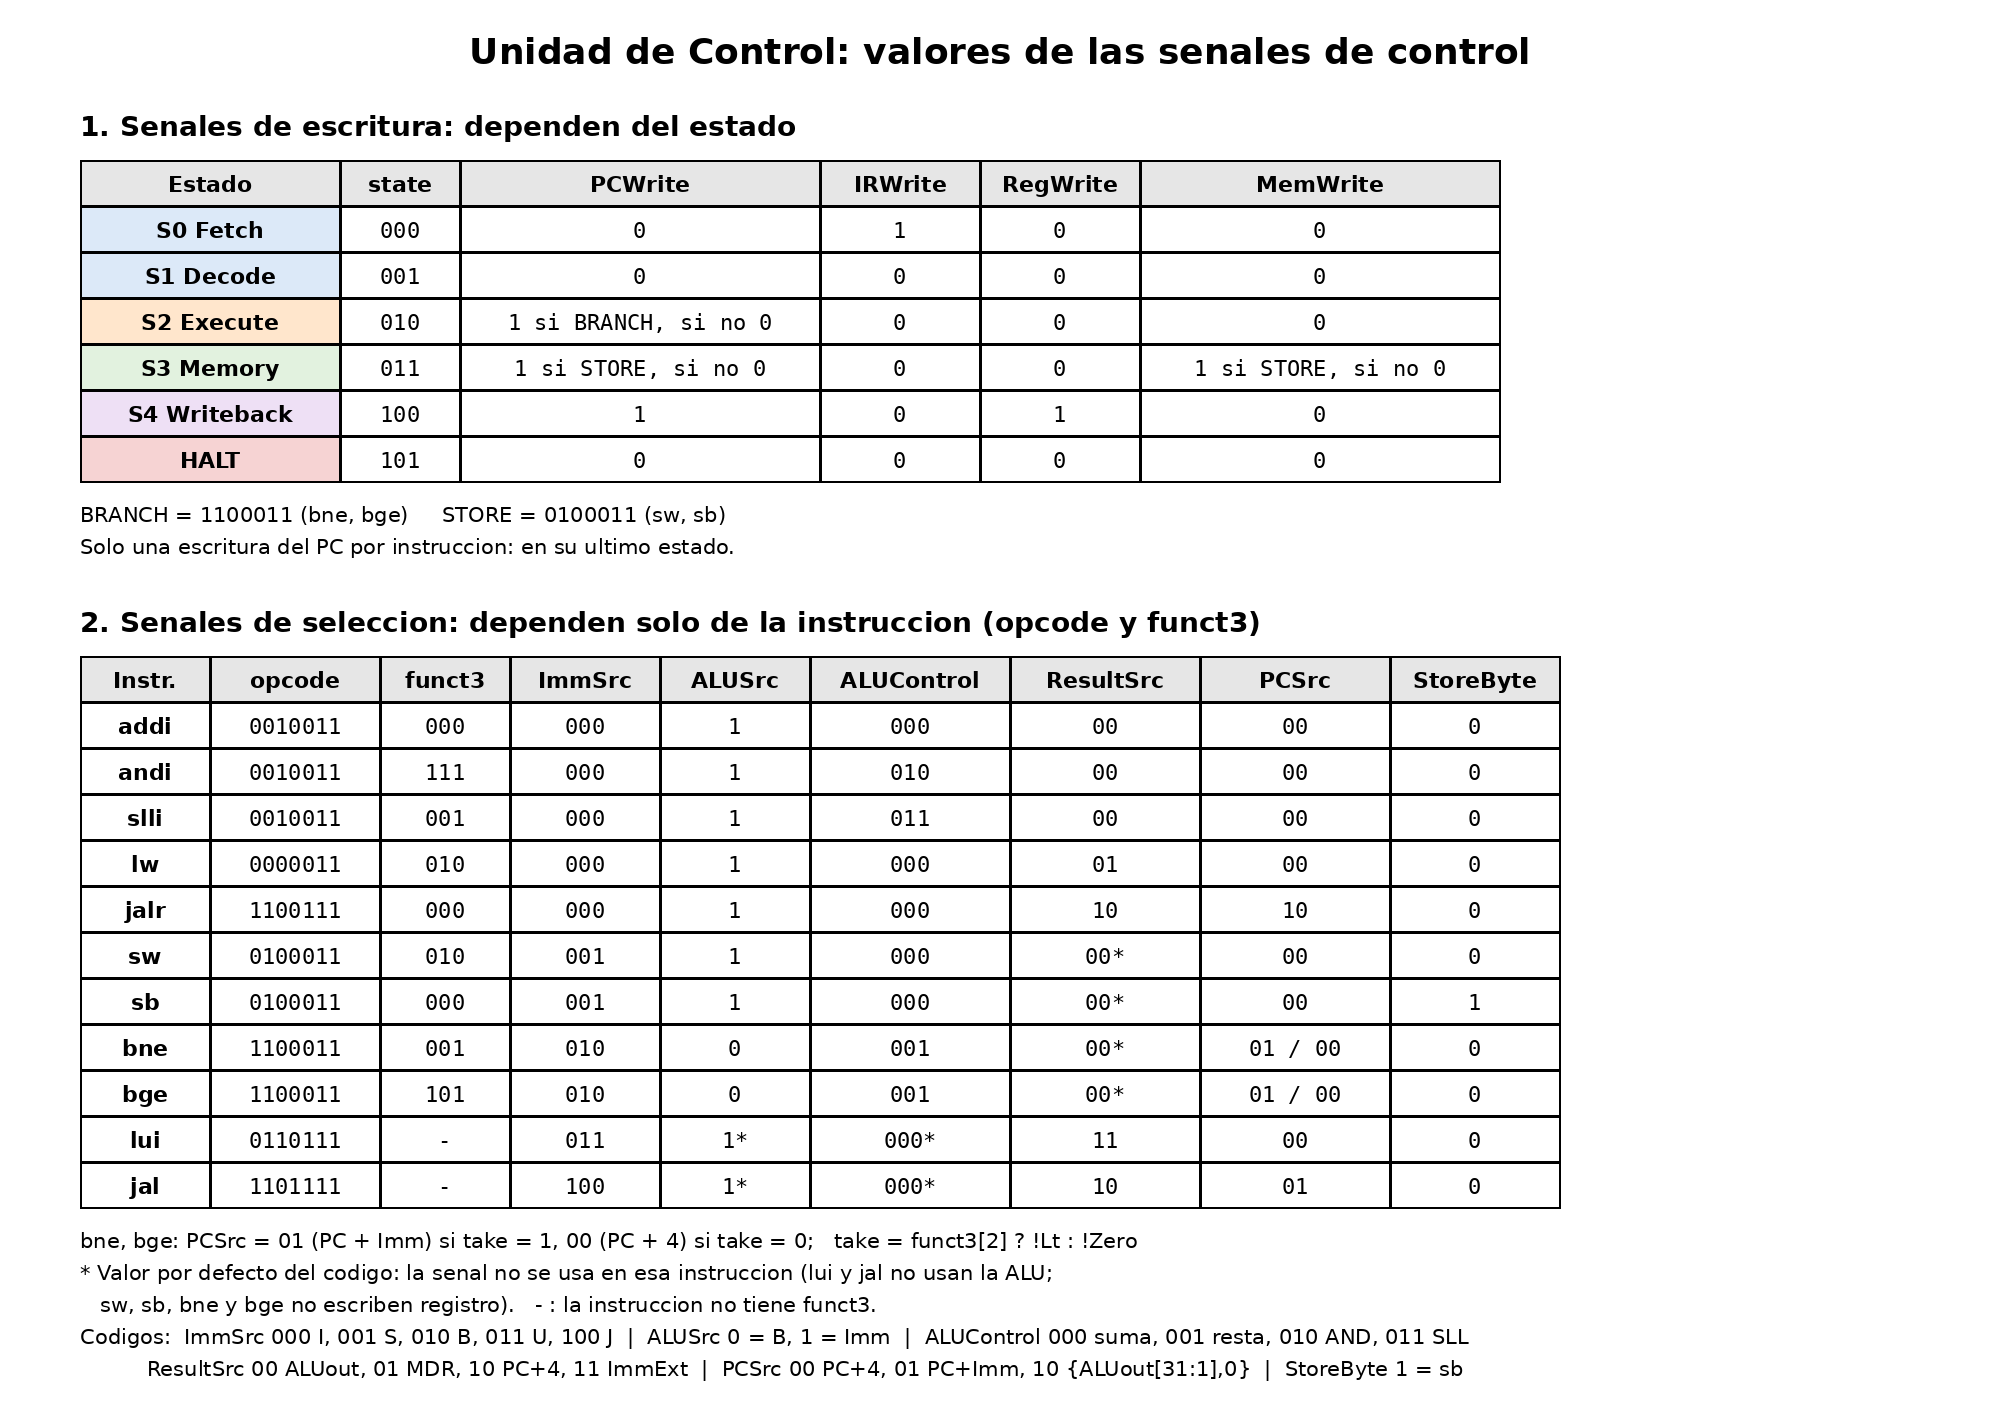 Unidad de Control: valores de las senales de control
1. Senales de escritura: dependen del estado
Estado state PCWrite IRWrite RegWrite MemWrite
S0 Fetch 000 0 1 0 0
S1 Decode 001 0 0 0 0
S2 Execute 010 1 si BRANCH, si no 0 0 0 0
S3 Memory 011 1 si STORE, si no 0 0 0 1 si STORE, si no 0
S4 Writeback 100 1 0 1 0
HALT 101 0 0 0 0
BRANCH = 1100011 (bne, bge) STORE = 0100011 (sw, sb)
Solo una escritura del PC por instruccion: en su ultimo estado.
2. Senales de seleccion: dependen solo de la instruccion (opcode y funct3)
Instr. opcode funct3 ImmSrc ALUSrc ALUControl ResultSrc PCSrc StoreByte
addi 0010011 000 000 1 000 00 00 0
andi 0010011 111 000 1 010 00 00 0
slli 0010011 001 000 1 011 00 00 0
lw 0000011 010 000 1 000 01 00 0
jalr 1100111 000 000 1 000 10 10 0
sw 0100011 010 001 1 000 00* 00 0
sb 0100011 000 001 1 000 00* 00 1
bne 1100011 001 010 0 001 00* 01 / 00 0
bge 1100011 101 010 0 001 00* 01 / 00 0
lui 0110111 - 011 1* 000* 11 00 0
jal 1101111 - 100 1* 000* 10 01 0
bne, bge: PCSrc = 01 (PC + Imm) si take = 1, 00 (PC + 4) si take = 0; take = funct3[2] ? !Lt : !Zero
* Valor por defecto del codigo: la senal no se usa en esa instruccion (lui y jal no usan la ALU;
sw, sb, bne y bge no escriben registro). - : la instruccion no tiene funct3.
Codigos: ImmSrc 000 I, 001 S, 010 B, 011 U, 100 J | ALUSrc 0 = B, 1 = Imm | ALUControl 000 suma, 001 resta, 010 AND, 011 SLL
ResultSrc 00 ALUout, 01 MDR, 10 PC+4, 11 ImmExt | PCSrc 00 PC+4, 01 PC+Imm, 10 {ALUout[31:1],0} | StoreByte 1 = sb